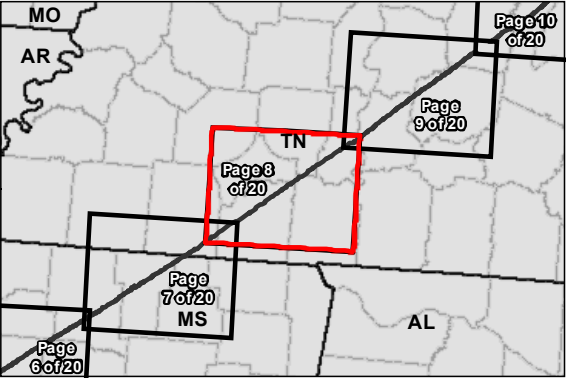 MO
Page 10
of 20
AR
Page
9 of 20
TN
Page 8
of 20
Page
7 of 20
MS
AL
Page
6 of 20